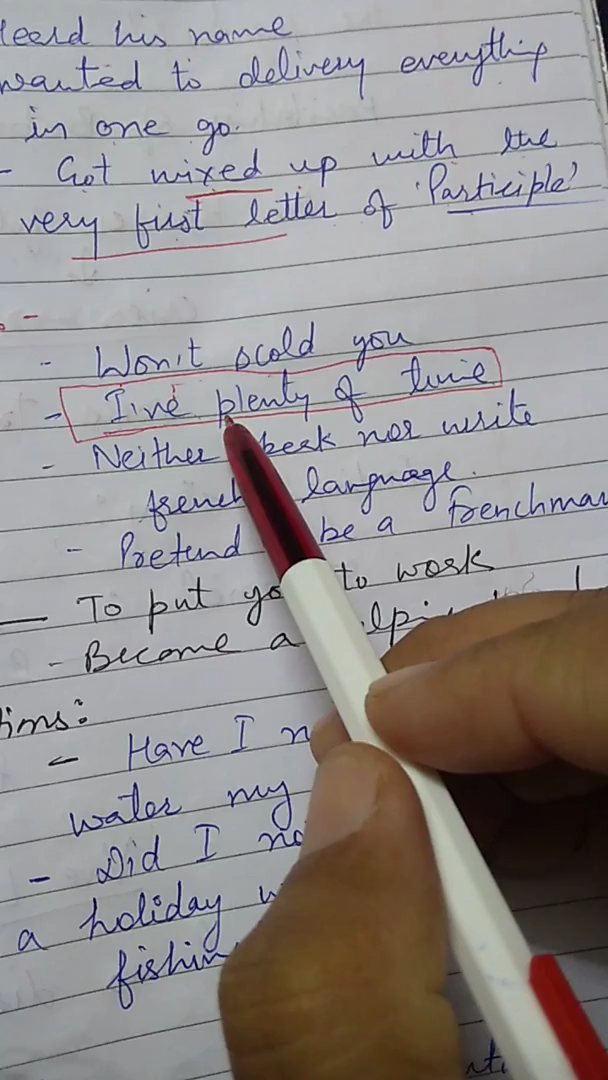 heard his name
wanted to delivery everything
in one go.
- Got mixed up with the
very first letter of 'Participle'
- Won't scold you
- I've plenty of time
- Neither speak nor write
french language.
- Pretend be a frenchman
— To put you to work
- Become a
- Have I
water my
- Did I
a holiday